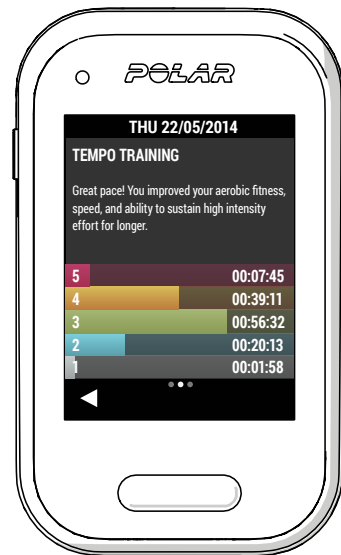 POLAR
THU 22/05/2014
TEMPO TRAINING
Great pace! You improved your aerobic fitness,
speed, and ability to sustain high intensity
effort for longer.
5 00:07:45
4 00:39:11
3 00:56:32
2 00:20:13
1 00:01:58